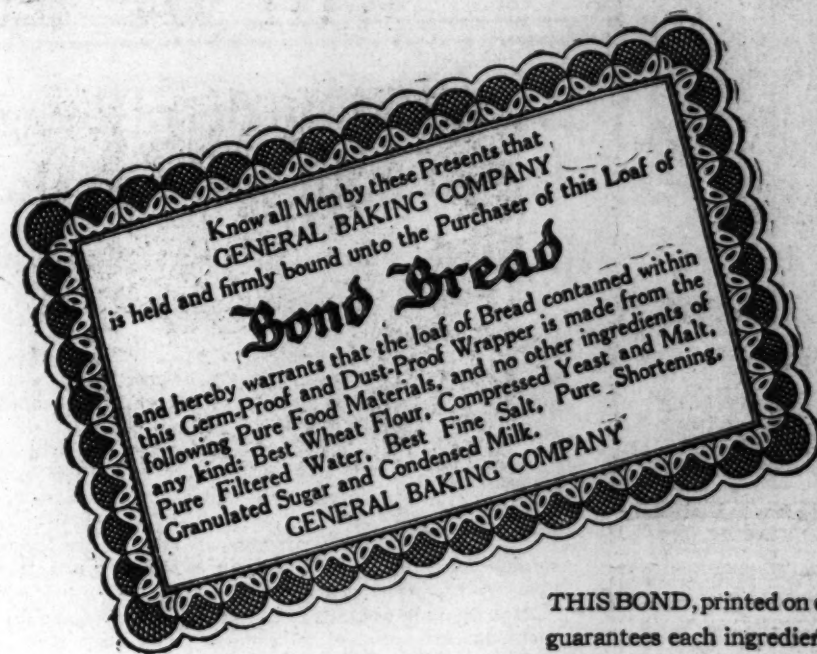 Know all Men by these Presents that
GENERAL BAKING COMPANY
is held and firmly bound unto the Purchaser of this Loaf of
Bond Bread
and hereby warrants that the loaf of Bread contained within
this Germ-Proof and Dust-Proof Wrapper is made from the
following Pure Food Materials, and no other ingredients of
any kind: Best Wheat Flour, Compressed Yeast and Malt,
Pure Filtered Water, Best Fine Salt, Pure Shortening,
Granulated Sugar and Condensed Milk.
GENERAL BAKING COMPANY
THIS BOND, printed on
guarantees each